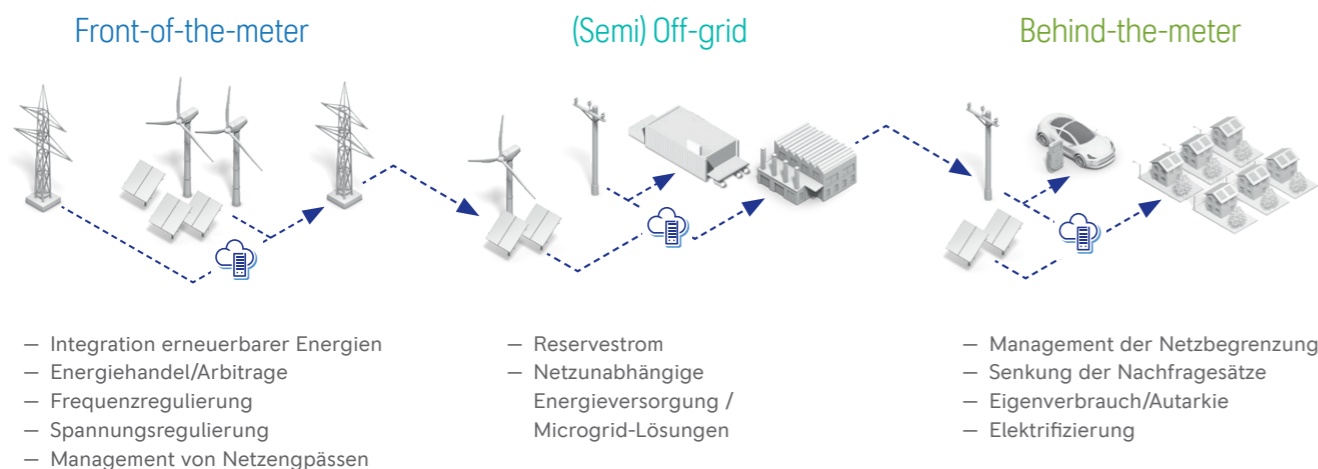 Front-of-the-meter
(Semi) Off-grid
Behind-the-meter
— Integration erneuerbarer Energien
— Energiehandel/Arbitrage
— Frequenzregulierung
— Spannungsregulierung
— Management von Netzengpässen
— Reservestrom
— Netzunabhängige
Energieversorgung /
Microgrid-Lösungen
— Management der Netzbegrenzung
— Senkung der Nachfragesätze
— Eigenverbrauch/Autarkie
— Elektrifizierung